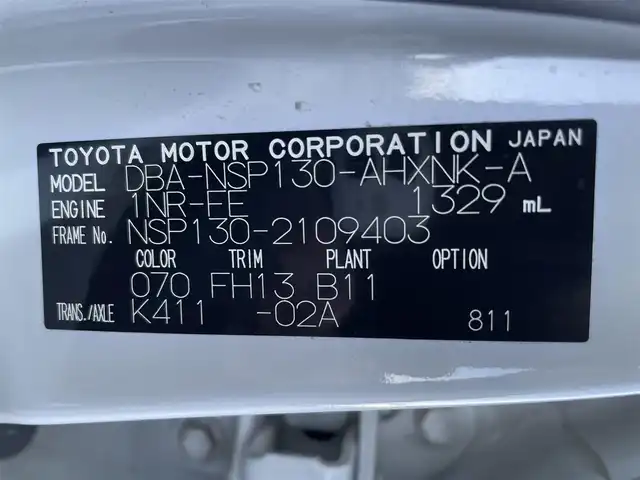 TOYOTA MOTOR CORPORATION JAPAN
MODEL DBA-NSP130-AHXNK-A
ENGINE 1NR-FE 1329 mL
FRAME No. NSP130-2109403
COLOR TRIM PLANT OPTION
070 FH13 B11
TRANS./AXLE K411 -02A 811